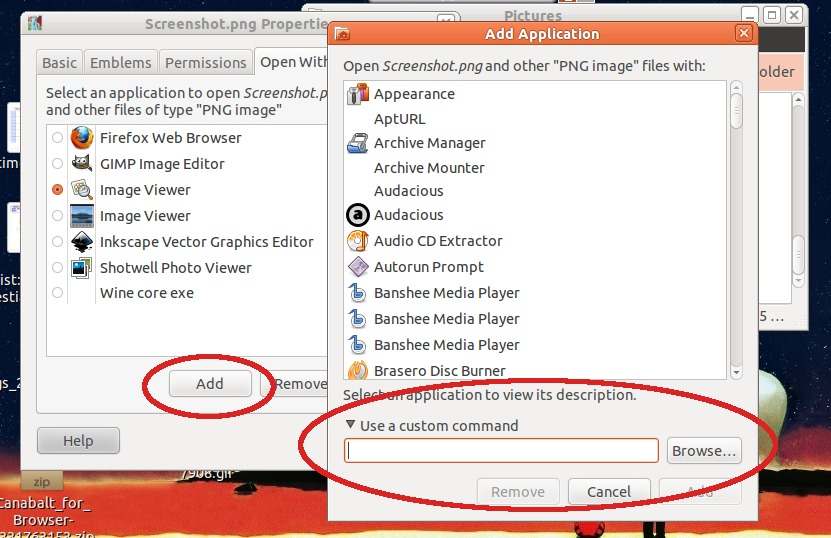 Pictures
Screenshot.png Propertie
Add Application
Basic
Emblems
Permissions
Open With
Select an application to open Screenshot.p
and other files of type "PNG image"
Firefox Web Browser
GIMP Image Editor
Image Viewer
Image Viewer
Inkscape Vector Graphics Editor
Shotwell Photo Viewer
Wine core exe
Add
Remove
Help
Open Screenshot.png and other "PNG image" files with:
Appearance
AptURL
Archive Manager
Archive Mounter
Audacious
Audacious
Audio CD Extractor
Autorun Prompt
Banshee Media Player
Banshee Media Player
Banshee Media Player
Brasero Disc Burner
Select an application to view its description.
Use a custom command
Browse...
Remove
Cancel
Add
older
5 ...
zip
Canabalt_for_
Browser-
7908.gif